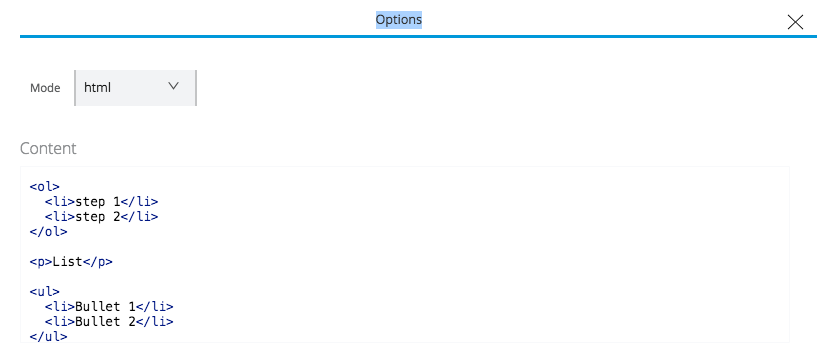 Options
Mode html
Content
<ol>
  <li>step 1</li>
  <li>step 2</li>
</ol>
<p>List</p>
<ul>
  <li>Bullet 1</li>
  <li>Bullet 2</li>
</ul>